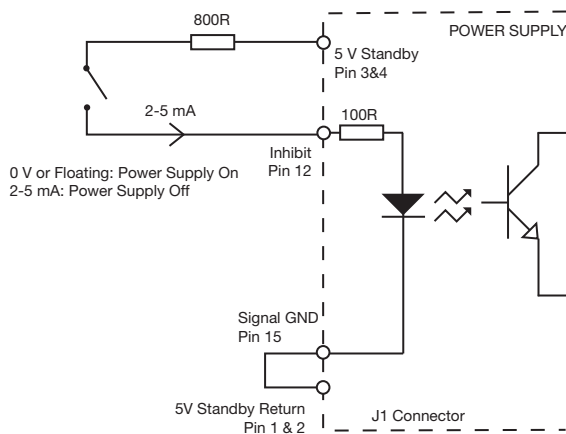 800R
POWER SUPPLY
5 V Standby
Pin 3&4
2-5 mA
100R
Inhibit
Pin 12
0 V or Floating: Power Supply On
2-5 mA: Power Supply Off
Signal GND
Pin 15
5V Standby Return
Pin 1 & 2
J1 Connector